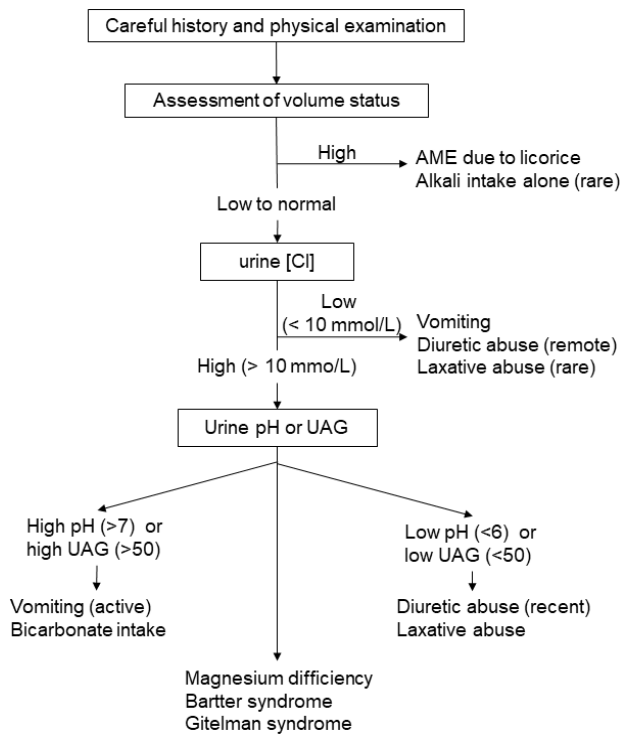 Careful history and physical examination
Assessment of volume status
High
AME due to licorice
Alkali intake alone (rare)
Low to normal
urine [Cl]
Low
(< 10 mmol/L)
Vomiting
Diuretic abuse (remote)
Laxative abuse (rare)
High (> 10 mmo/L)
Urine pH or UAG
High pH (>7)  or
high UAG (>50)
Low pH (<6)  or
low UAG (<50)
Vomiting (active)
Bicarbonate intake
Diuretic abuse (recent)
Laxative abuse
Magnesium difficiency
Bartter syndrome
Gitelman syndrome